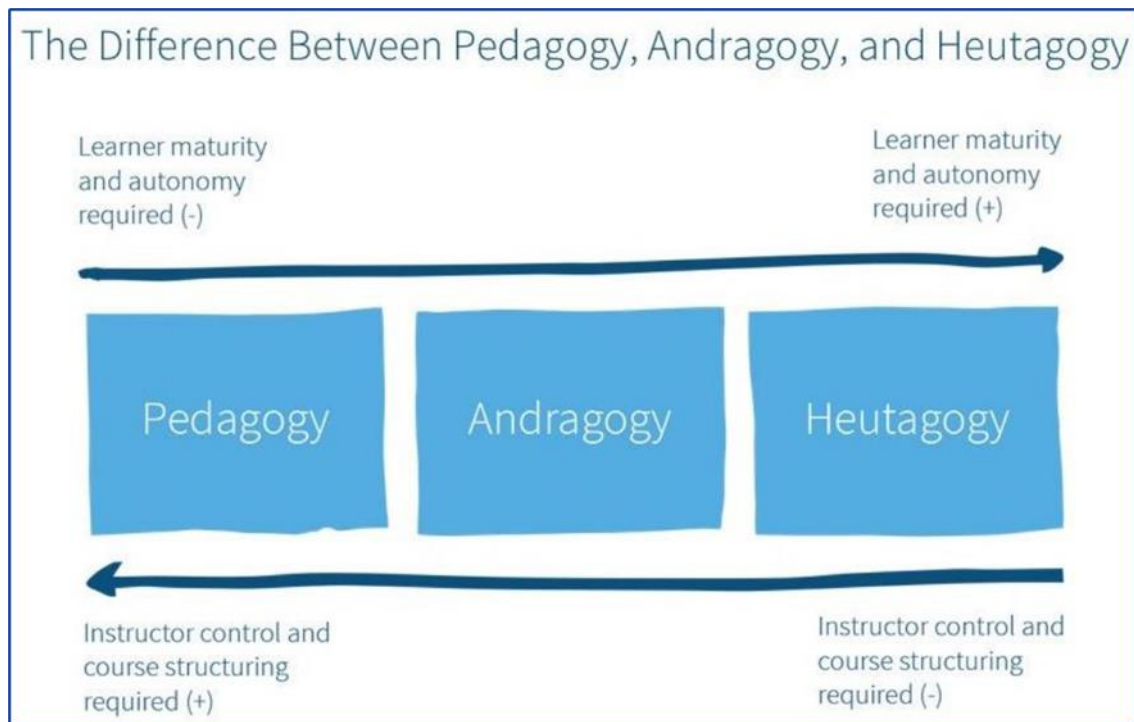 The Difference Between Pedagogy, Andragogy, and Heutagogy
Learner maturity
and autonomy
required (-)
Learner maturity
and autonomy
required (+)
Pedagogy
Andragogy
Heutagogy
Instructor control and
course structuring
required (+)
Instructor control and
course structuring
required (-)